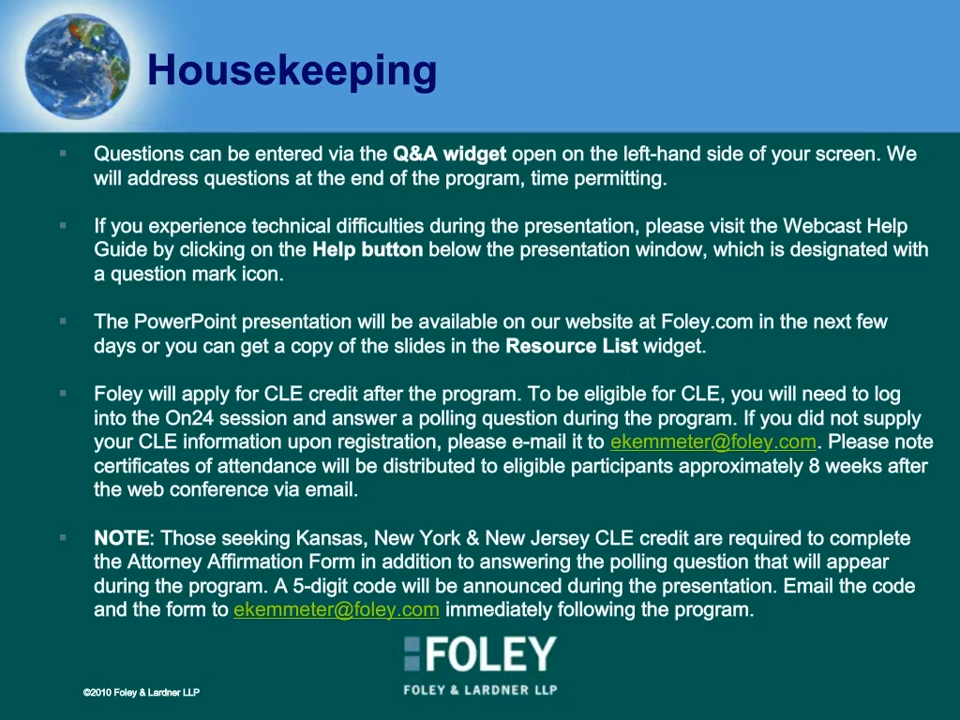 Housekeeping
Questions can be entered via the Q&A widget open on the left-hand side of your screen. We
will address questions at the end of the program, time permitting.
If you experience technical difficulties during the presentation, please visit the Webcast Help
Guide by clicking on the Help button below the presentation window, which is designated with
a question mark icon.
The PowerPoint presentation will be available on our website at Foley.com in the next few
days or you can get a copy of the slides in the Resource List widget.
Foley will apply for CLE credit after the program. To be eligible for CLE, you will need to log
into the On24 session and answer a polling question during the program. If you did not supply
your CLE information upon registration, please e-mail it to ekemmeter@foley.com. Please note
certificates of attendance will be distributed to eligible participants approximately 8 weeks after
the web conference via email.
NOTE: Those seeking Kansas, New York & New Jersey CLE credit are required to complete
the Attorney Affirmation Form in addition to answering the polling question that will appear
during the program. A 5-digit code will be announced during the presentation. Email the code
and the form to ekemmeter@foley.com immediately following the program.
FOLEY
FOLEY & LARDNER LLP
©2010 Foley & Lardner LLP